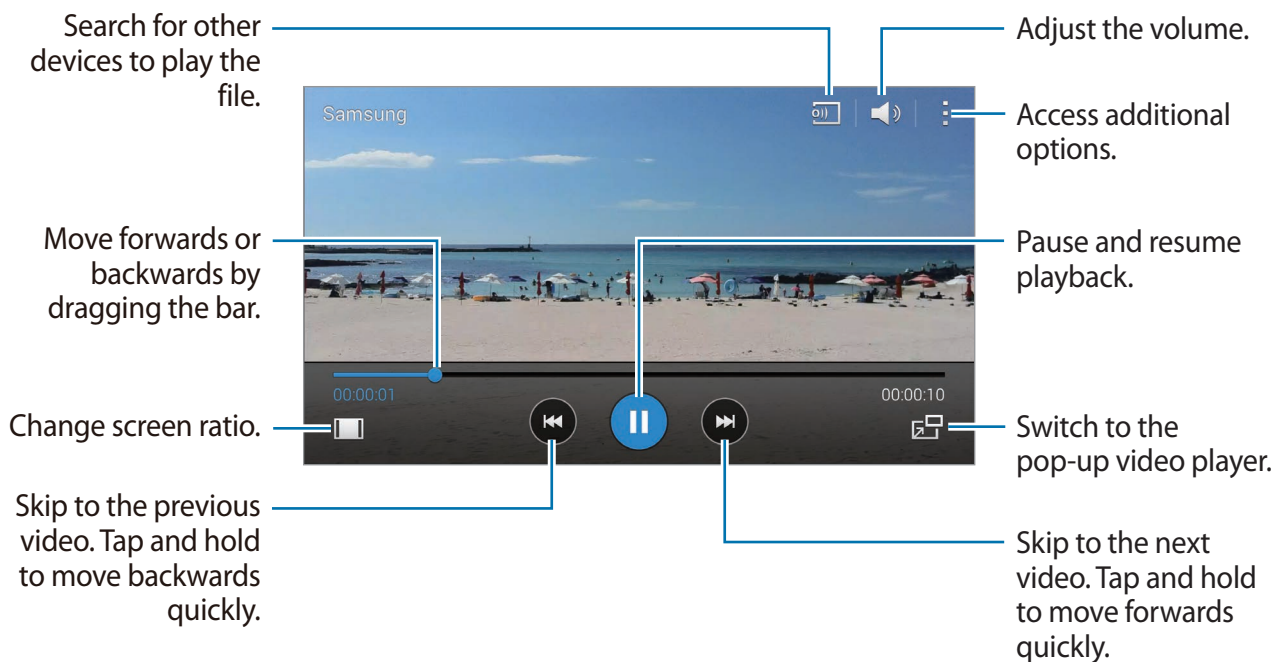 Search for other
devices to play the
file.
Adjust the volume.
Samsung
Access additional
options.
Move forwards or
backwards by
dragging the bar.
Pause and resume
playback.
00:00:01
00:00:10
Change screen ratio.
Switch to the
pop-up video player.
Skip to the previous
video. Tap and hold
to move backwards
quickly.
Skip to the next
video. Tap and hold
to move forwards
quickly.